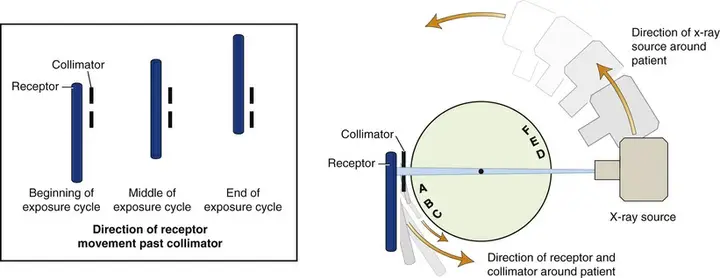 Collimator
Receptor
Beginning of
exposure cycle
Middle of
exposure cycle
End of
exposure cycle
Direction of receptor
movement past collimator
Direction of x-ray
source around
patient
Collimator
Receptor
F
E
D
A
B
C
X-ray source
Direction of receptor and
collimator around patient